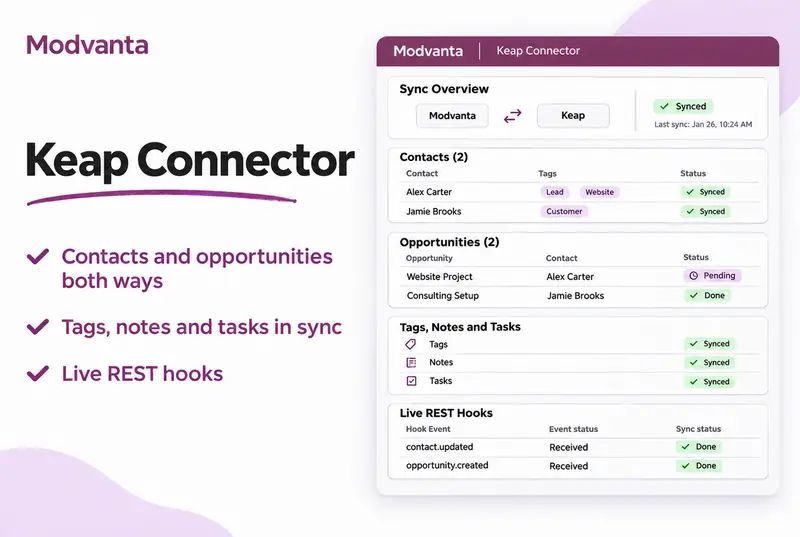 Modvanta
Keap Connector
Contacts and opportunities
both ways
Tags, notes and tasks in sync
Live REST hooks
Modvanta | Keap Connector
Sync Overview
Modvanta Keap Synced
Last sync: Jan 26, 10:24 AM
Contacts (2)
Contact Tags Status
Alex Carter Lead Website Synced
Jamie Brooks Customer Synced
Opportunities (2)
Opportunity Contact Status
Website Project Alex Carter Pending
Consulting Setup Jamie Brooks Done
Tags, Notes and Tasks
Tags Synced
Notes Synced
Tasks Synced
Live REST Hooks
Hook Event Event status Sync status
contact.updated Received Done
opportunity.created Received Done